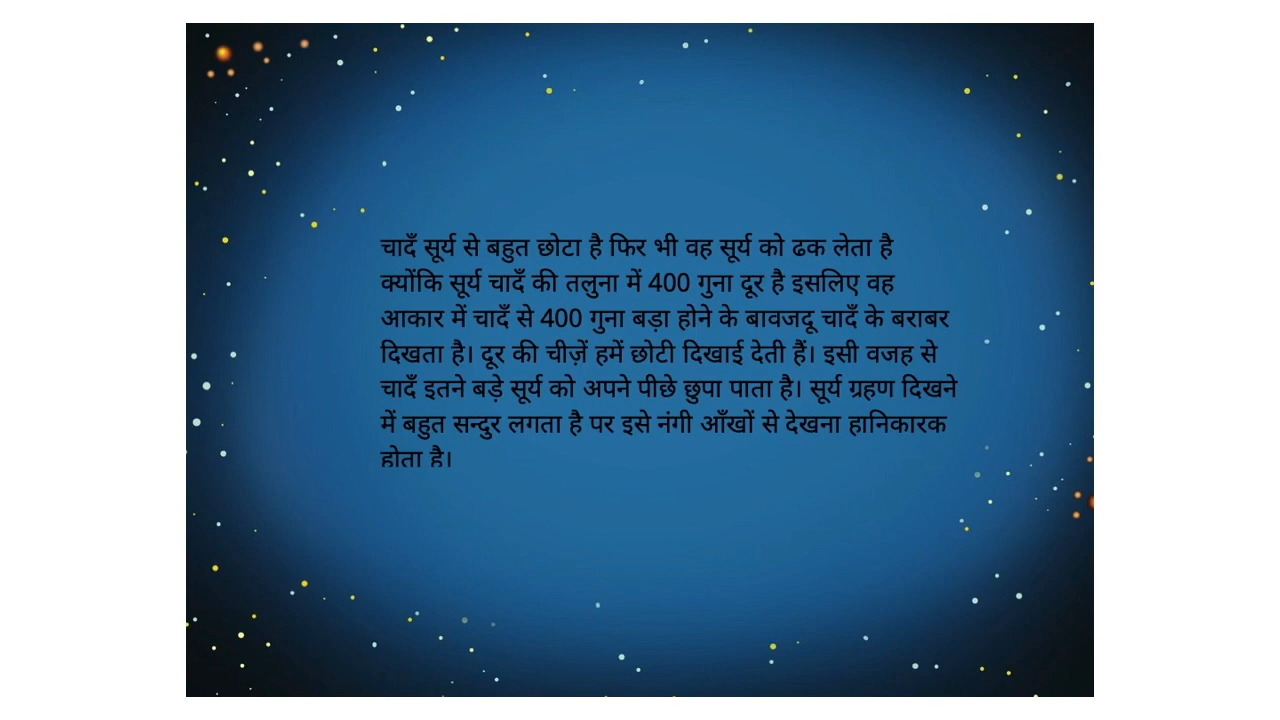 चादँ सूर्य से बहुत छोटा है फिर भी वह सूर्य को ढक लेता है
क्योंकि सूर्य चादँ की तलुना में 400 गुना दूर है इसलिए वह
आकार में चादँ से 400 गुना बड़ा होने के बावजदू चादँ के बराबर
दिखता है। दूर की चीज़ें हमें छोटी दिखाई देती हैं। इसी वजह से
चादँ इतने बड़े सूर्य को अपने पीछे छुपा पाता है। सूर्य ग्रहण दिखने
में बहुत सन्दुर लगता है पर इसे नंगी आँखों से देखना हानिकारक
होता है।